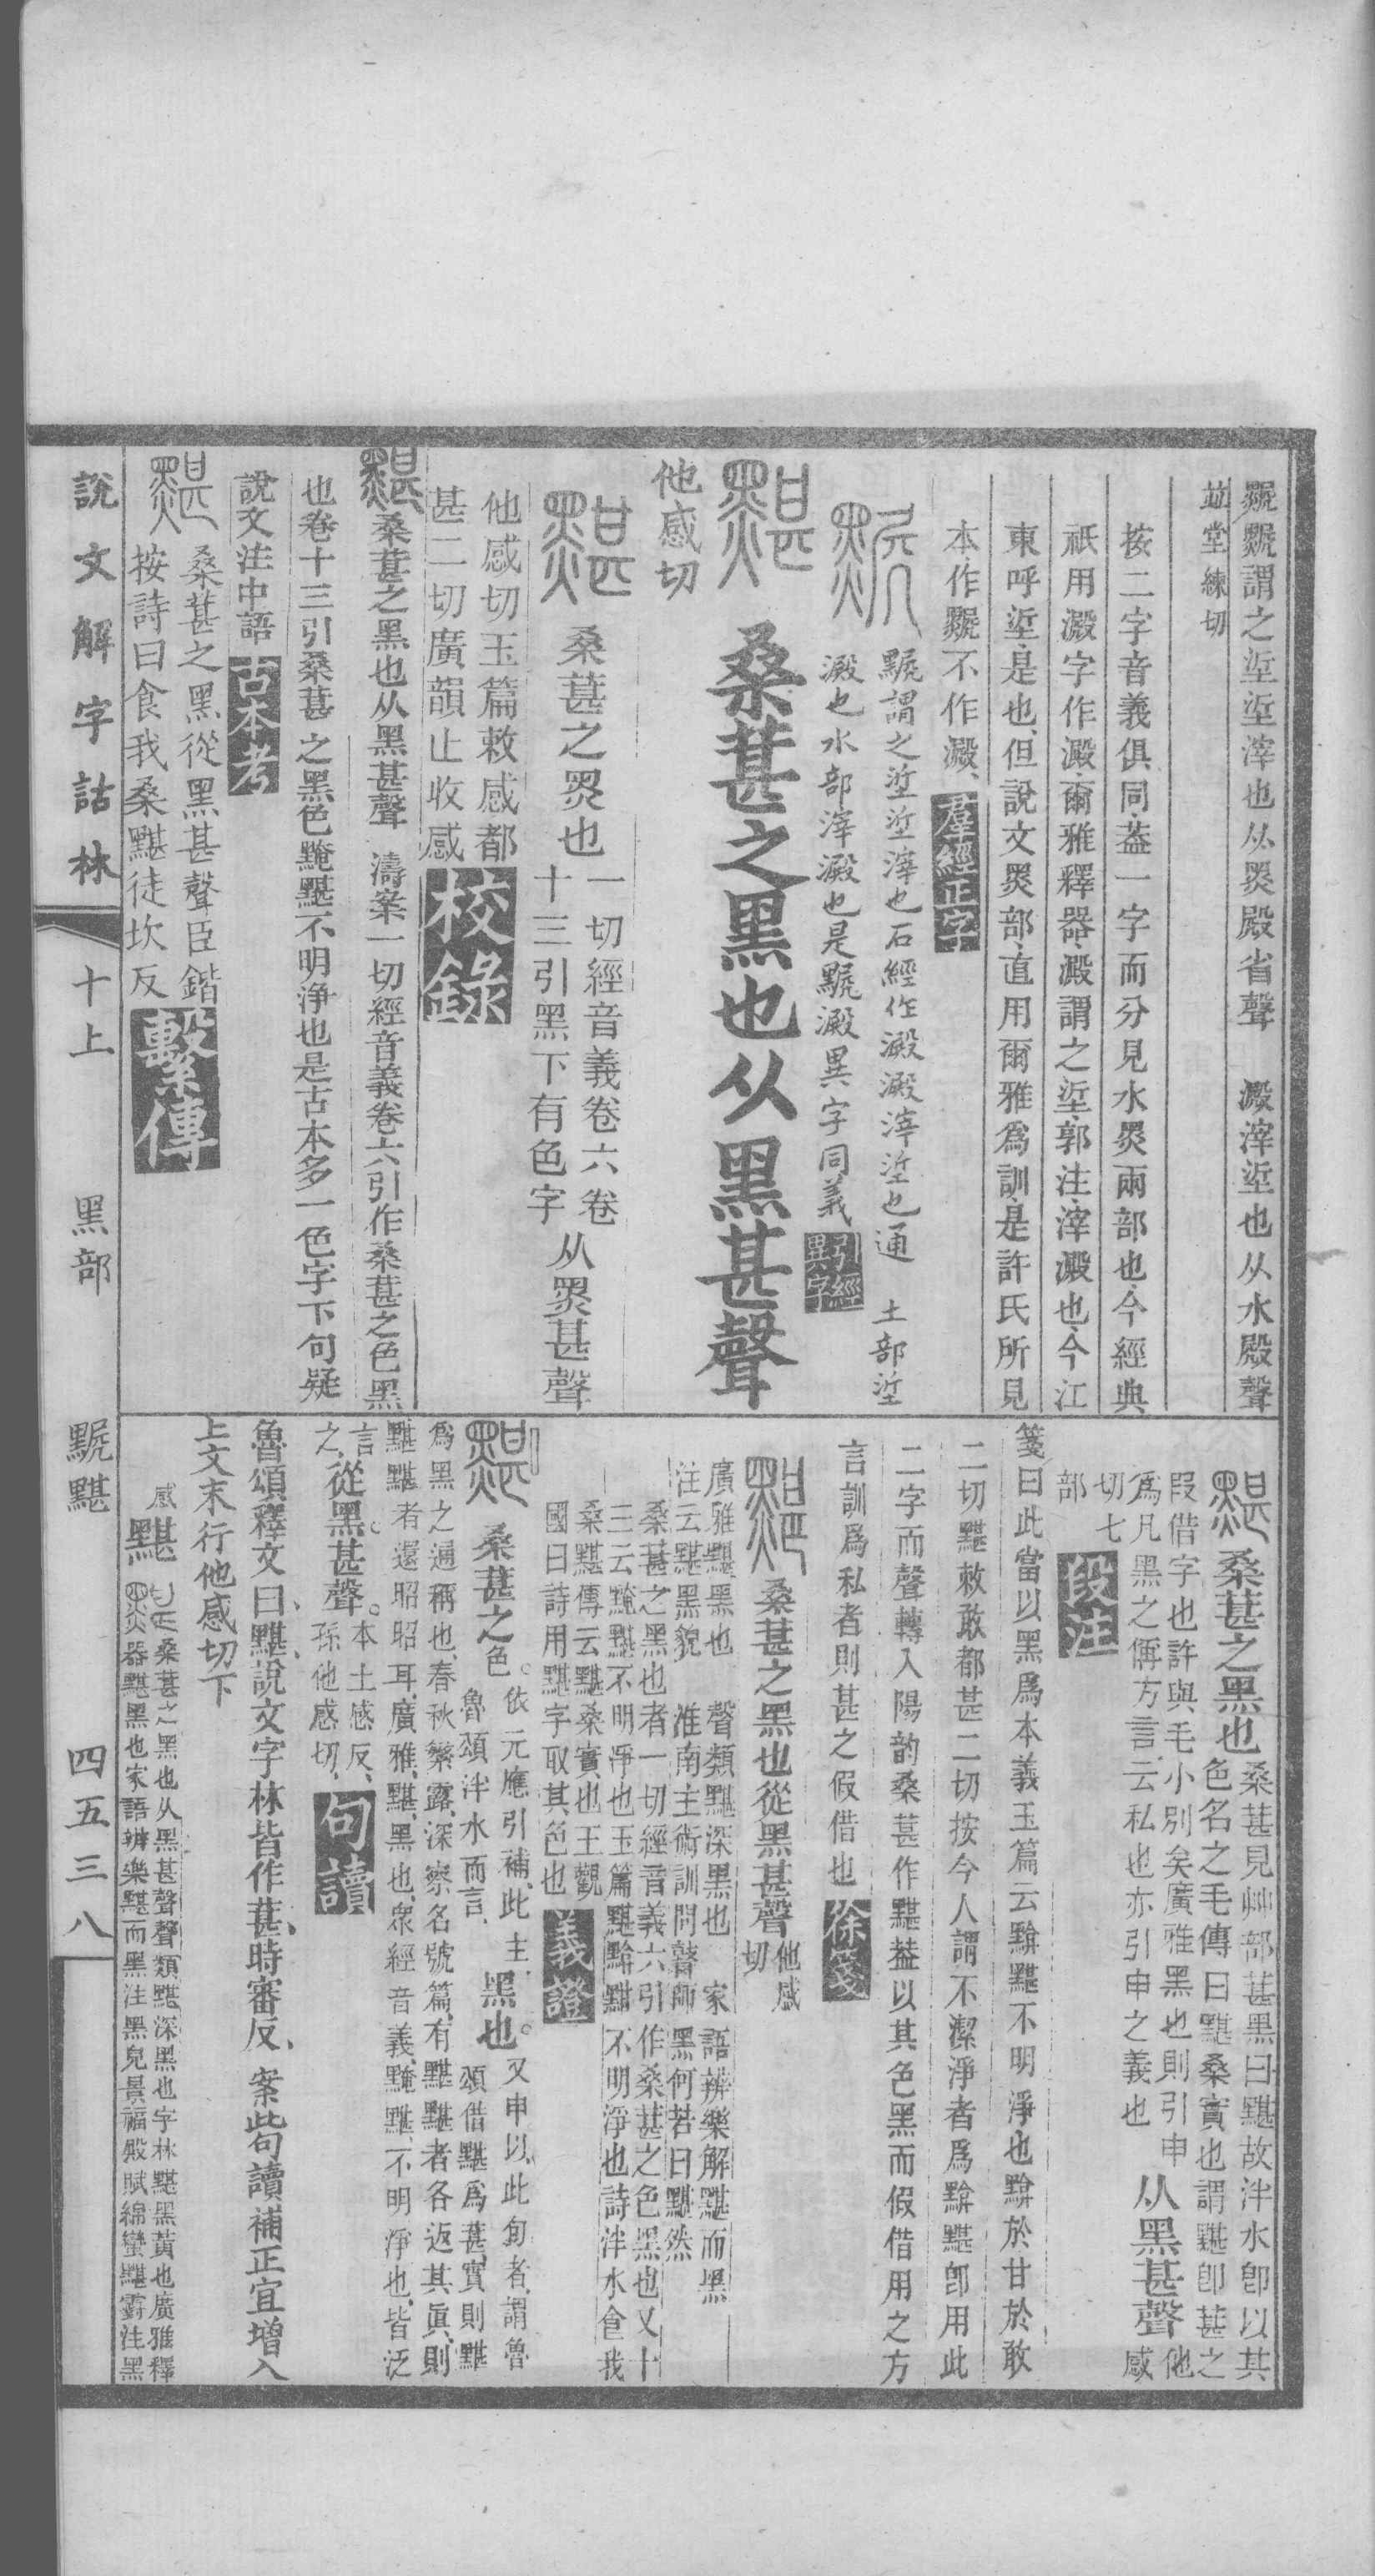 黫黫謂之垽垽滓也从𪐗殿省聲　澱滓垽也从水殿聲
竝堂練切
按二字音義俱同蓋一字而分見水𪐗兩部也今經典
祇用澱字作澱爾雅釋器澱謂之垽郭注滓澱也今江
東呼垽是也但說文𪐗部直用爾雅爲訓是許氏所見
本作黫不作澱 羣經正字
黫謂之垽垽滓也石經作澱澱滓垽也通　土部垽
澱也水部滓澱也是黫澱異字同義 引經異字
黮 桑葚之黑也从黑甚聲
他感切
黮 桑葚之𪐗也 一切經音義卷六卷
十三引黑下有色字 从𪐗甚聲
他感切玉篇敕感都
甚二切廣韻止收感 校錄
黮桑葚之黑也从黑甚聲　濤案一切經音義卷六引作桑葚之色黑
也卷十三引桑葚之黑色黤黮不明淨也是古本多一色字下句疑
說文注中語 古本考
黮 桑葚之黑從黑甚聲臣鍇
按詩曰食我桑黮徒坎反 繫傳
黮 桑葚之黑也 桑葚見艸部葚黑曰黮故泮水卽以其
色名之毛傳曰黮桑實也謂黮卽葚之
叚借字也許與毛小別矣廣雅黑也則引申
爲凡黑之偁方言云私也亦引申之義也 从黑甚聲 他感
切七
部 段注
箋曰此當以黑爲本義玉篇云黭黮不明淨也黭於甘於敢
二切黮敕敢都甚二切按今人謂不潔淨者爲黭黮卽用此
二字而聲轉入陽韵桑葚作黮蓋以其色黑而假借用之方
言訓爲私者則甚之假借也 徐箋
黮 桑葚之黑也從黑甚聲 他感
切
廣雅黮黑也　聲類黮深黑也　家語辨樂解黮而黑
注云黮黑貌　淮南主術訓問瞽師黑何若曰黮然
桑葚之黑也者一切經音義六引作桑葚之色黑也又十
三云黤黮不明淨也玉篇黮黭黮不明淨也詩泮水食我
桑黮傳云黮桑實也王觀
國曰詩用黮字取其色也 義證
黮 桑葚之色。依元應引補此主
魯頌泮水而言 黑也。又申以此句者謂魯
頌借黮爲葚實則黮
爲黑之通稱也春秋繁露深察名號篇有黮黮者各返其眞則
黮黮者還昭昭耳廣雅黮黑也衆經音義黤黮不明淨也皆泛
言
之 從黑。甚聲。本土感反
孫他感切 句讀
魯頌釋文曰黮說文字林皆作葚時審反　案此句讀補正宜增入
上文末行他感切下
黮 桑葚之黑也从黑甚聲聲類黮深黑也字林黮黑黃也廣雅釋
器黮黑也家語辨樂黮而黑注黑皃景福殿賦綿蠻黮霨注黑
說文解字詁林　十上　黑部　黫黮　四五三八